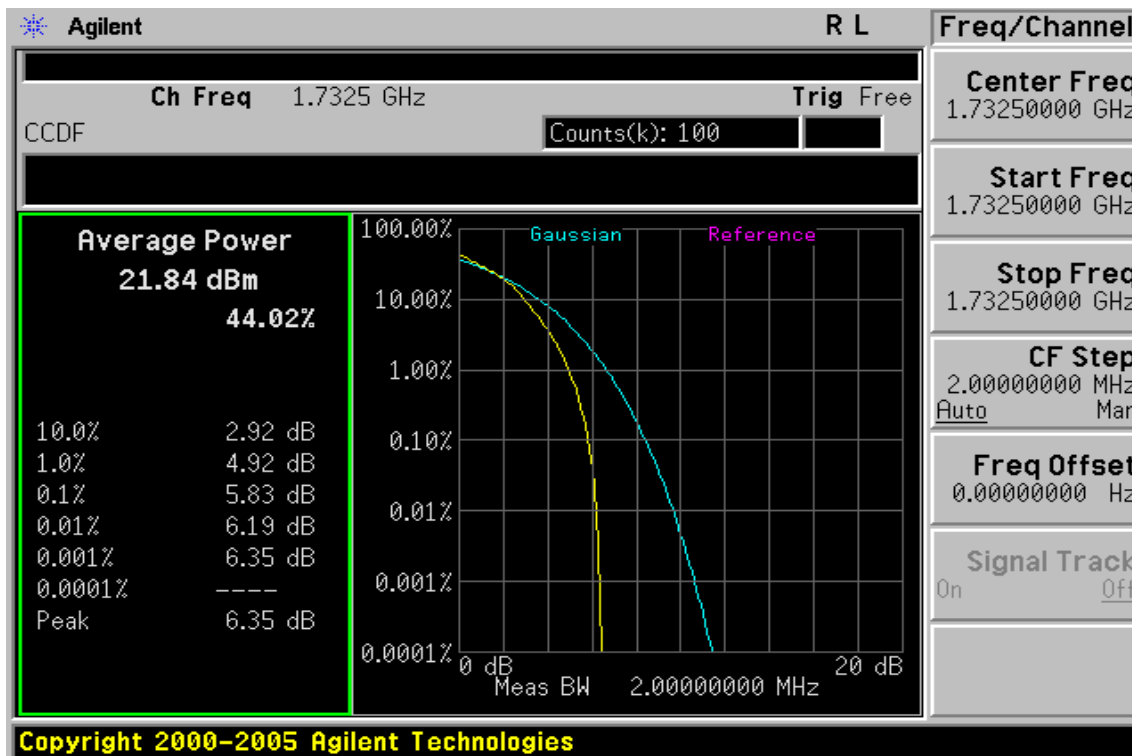 Agilent R L
Ch Freq 1.7325 GHz Trig Free
CCDF Counts(k): 100
Average Power
21.84 dBm
44.02%
10.0% 2.92 dB
1.0% 4.92 dB
0.1% 5.83 dB
0.01% 6.19 dB
0.001% 6.35 dB
0.0001% ----
Peak 6.35 dB
Gaussian Reference
100.00%
10.00%
1.00%
0.10%
0.01%
0.001%
0.0001%
0 dB 20 dB
Meas BW 2.00000000 MHz
Freq/Channel
Center Freq
1.73250000 GHz
Start Freq
1.73250000 GHz
Stop Freq
1.73250000 GHz
CF Step
2.00000000 MHz
Auto Man
Freq Offset
0.00000000 Hz
Signal Track
On Off
Copyright 2000-2005 Agilent Technologies